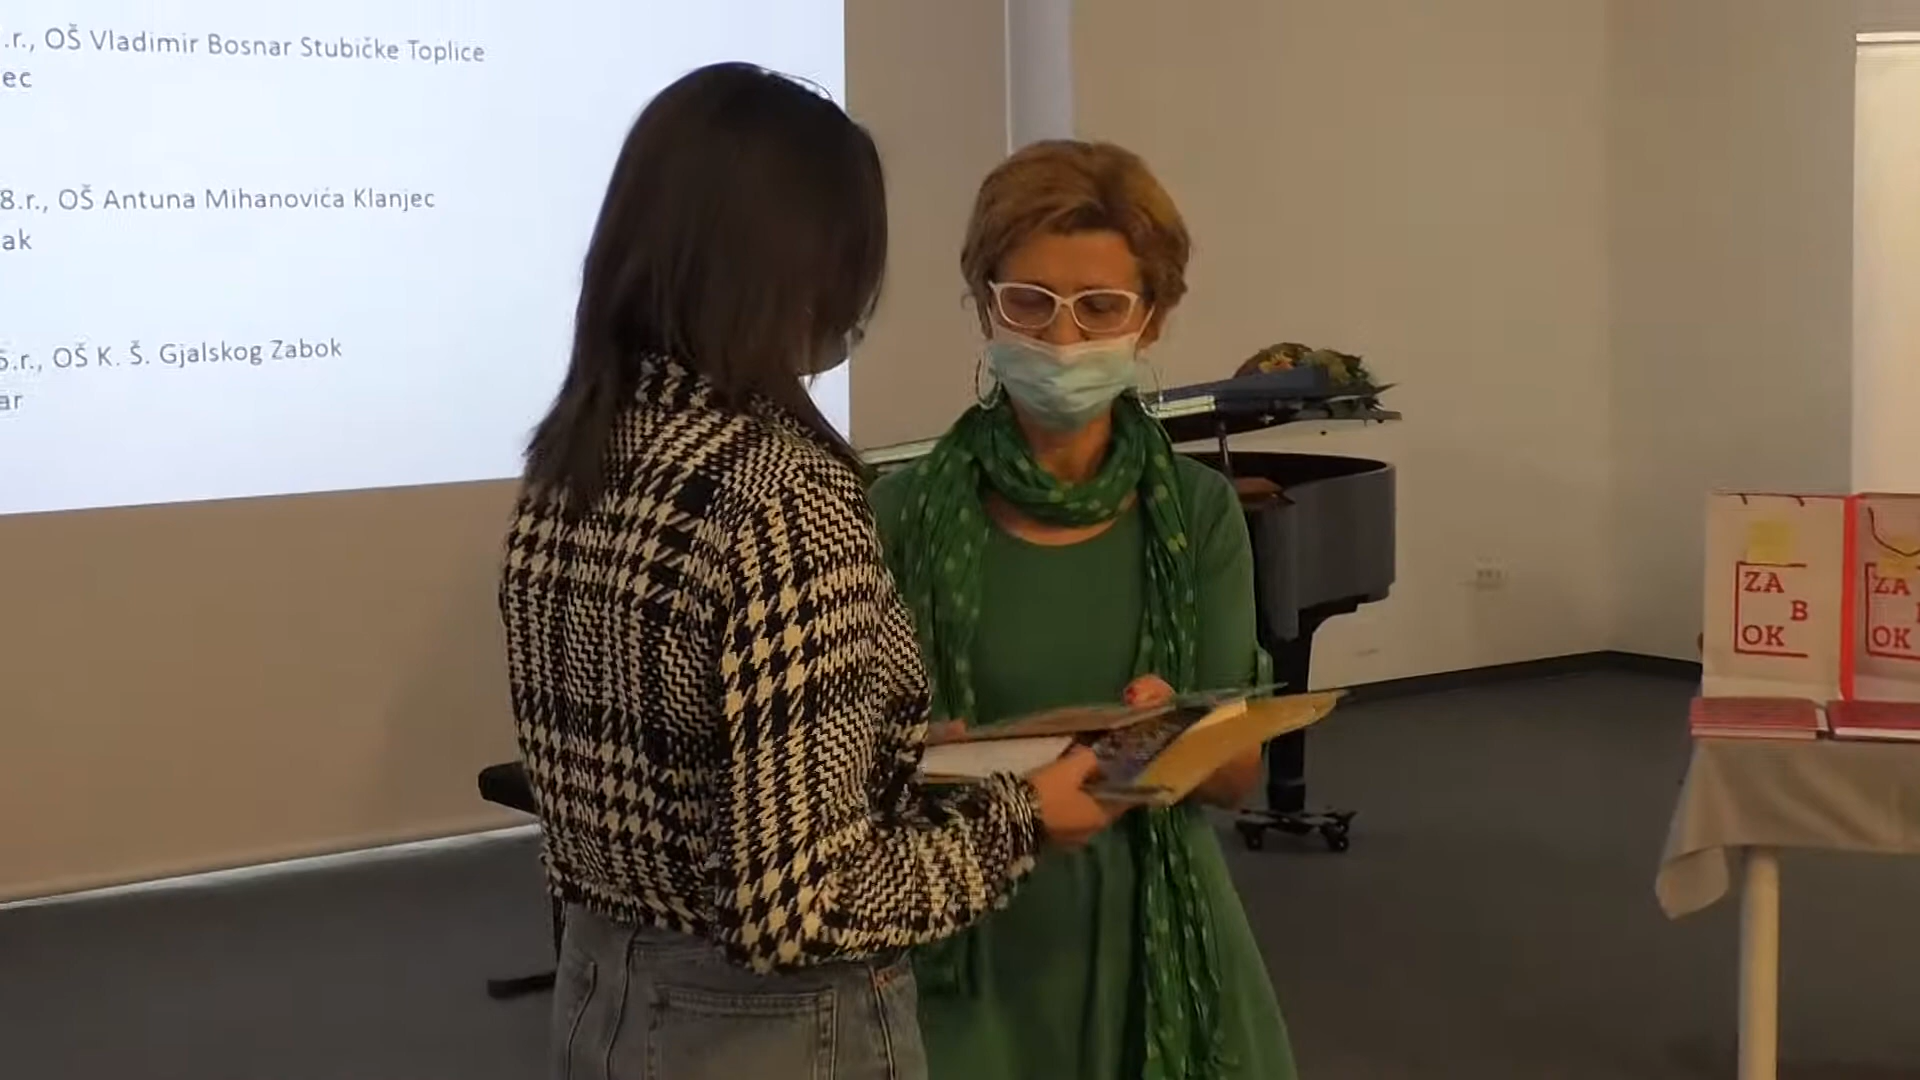 .r., OŠ Vladimir Bosnar Stubičke Toplice
ec
8.r., OŠ Antuna Mihanovića Klanjec
ak
5.r., OŠ K. Š. Gjalskog Zabok
ar
ZA
B
OK
ZA
OK